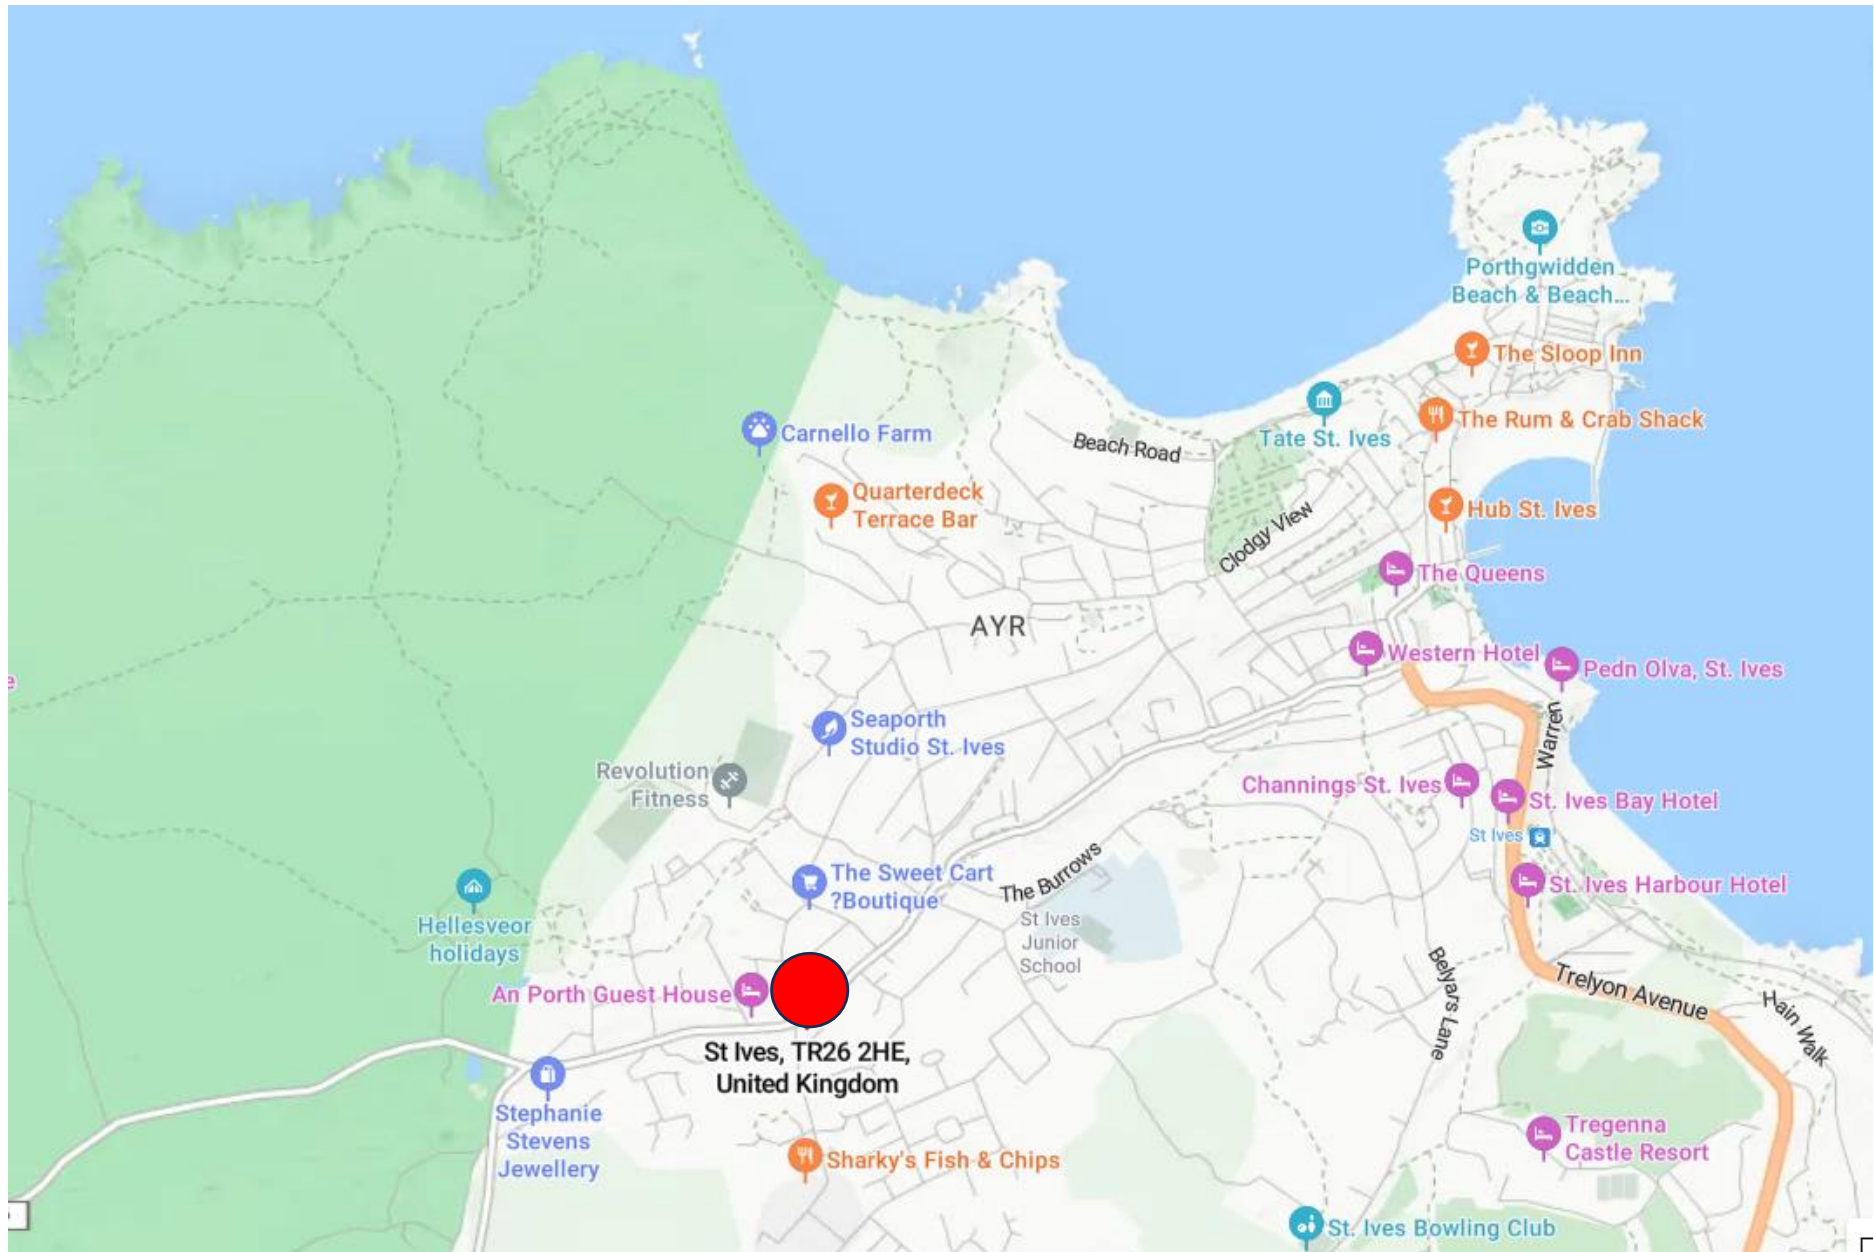 Porthgwidden
Beach & Beach...
The Sloop Inn
The Rum & Crab Shack
Tate St. Ives
Beach Road
Carnello Farm
Quarterdeck
Terrace Bar
Hub St. Ives
Clodgy View
The Queens
AYR
Western Hotel
Pedn Olva, St. Ives
e
Seaporth
Studio St. Ives
Warren
Revolution
Fitness
Channings St. Ives
St. Ives Bay Hotel
St Ives
The Sweet Cart
?Boutique
The Burrows
St. Ives Harbour Hotel
Hellesveor
holidays
St Ives
Junior
School
An Porth Guest House
Belyars Lane
Trelyon Avenue
Hain Walk
St Ives, TR26 2HE,
United Kingdom
Stephanie
Stevens
Jewellery
Sharky's Fish & Chips
Tregenna
Castle Resort
St. Ives Bowling Club